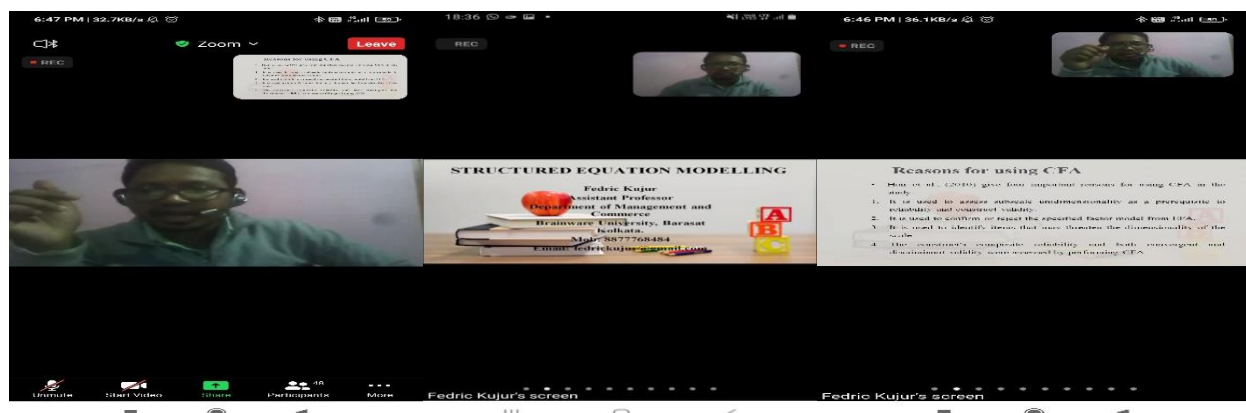 6:47 PM | 32.7KB/s
Zoom
Leave
REC
Reasons for using CFA
Unmute
Start Video
Share
48
Participants
More
18:36
REC
STRUCTURED EQUATION MODELLING
Fedric Kujur
Assistant Professor
Department of Management and
Commerce
Brainware University, Barasat
Kolkata.
Mob: 8877768484
Email: fedrickujur@gmail.com
A
B
C
Fedric Kujur's screen
6:46 PM | 36.1KB/s
REC
Reasons for using CFA
• Hair et al., (2010) give four important reasons for using CFA in the
study
1. It is used to assess subscale unidimensionality as a prerequisite to
reliability and construct validity.
2. It is used to confirm or reject the specified factor model from EFA.
3. It is used to identify items that may threaten the dimensionality of the
scale
4. The construct's composite reliability and both convergent and
discriminant validity were assessed by performing CFA
Fedric Kujur's screen